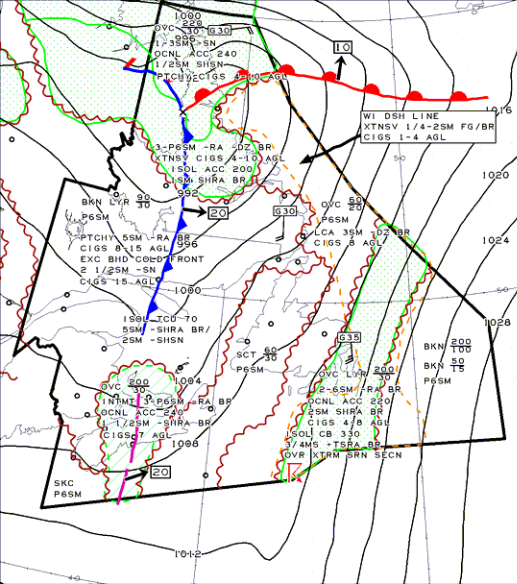 1000
220
OVC 30 G30
996
1-3SM -SN
OCNL ACC 240
1/2SM SHSN
PTCHY CIGS 4-10 AGL
10
1016
WI DSH LINE
XTNSV 1/4-2SM FG/BR
CIGS 1-4 AGL
3-P6SM -RA -DZ BR
XTNSV CIGS 4-10 AGL
ISOL ACC 200
1SM SHRA BR
50
1020
992
BKN LYR 90/30
P6SM
20
G30
OVC 50/20
P6SM
LCA 3SM -DZ BR
CIGS 8 AGL
PTCHY 5SM -RA BR
CIGS 8-15 AGL
996
EXC BHD COLD FRONT
2 1/2SM -SN
CIGS 15 AGL
1024
1000
50
1028
ISOL TCU 70
5SM -SHRA BR/
2SM -SHSN
G35
SCT 60/30
P6SM
BKN 200/100
BKN 50/15
P6SM
OVC 200/30
1004
INTMT 3-P6SM -RA BR
OCNL ACC 240
1-1/2SM -SHRA BR
CIGS 7 AGL
1008
OVC LYR 200/30
2-6SM -RA BR
OCNL ACC 220
2SM SHRA BR
CIGS 4-8 AGL
ISOL CB 330
3/4MS +TSRA BR
OVR XTRM SRN SECN
20
SKC
P6SM
1012
40